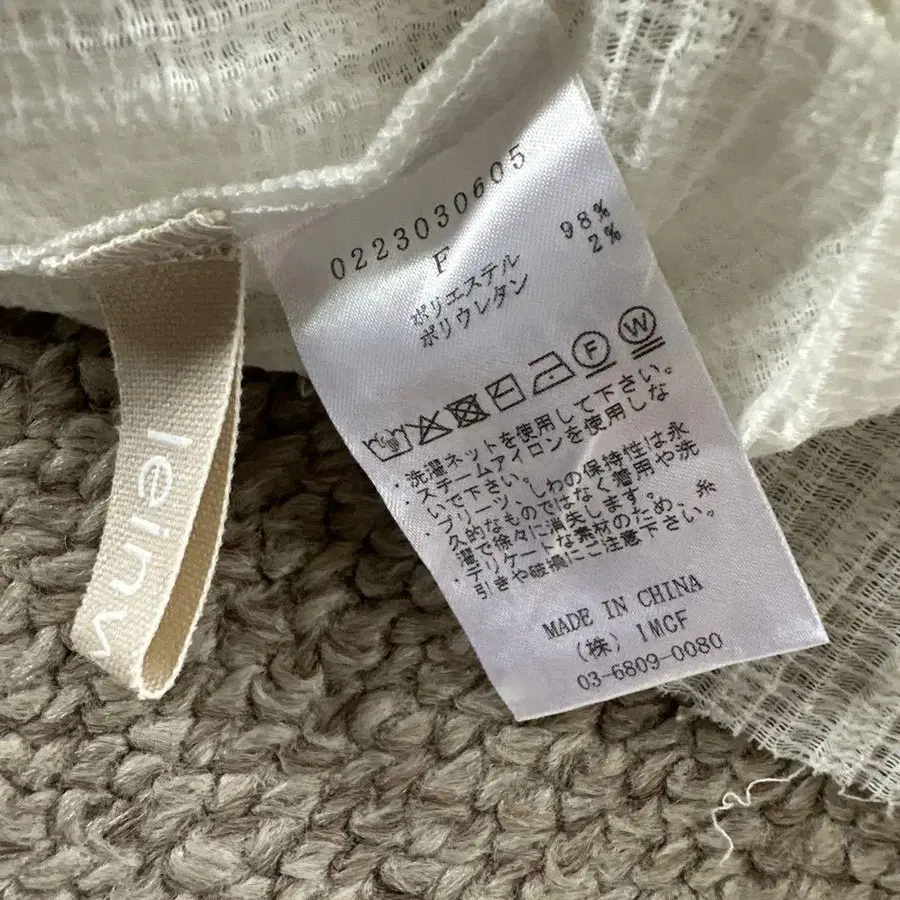 0223030605
F
ポリエステル 98%
ポリウレタン 2%
F W
・洗濯ネットを使用して下さい。
・スチームアイロンを使用しな
いで下さい。
・プリーツ、しわの保持性は永
久的なものではなく着用や洗
濯で徐々に消失します。
・デリケートな素材のため、糸
引きや破損にご注意下さい。
MADE IN CHINA
(株) IMCF
03-6809-0080
leinw